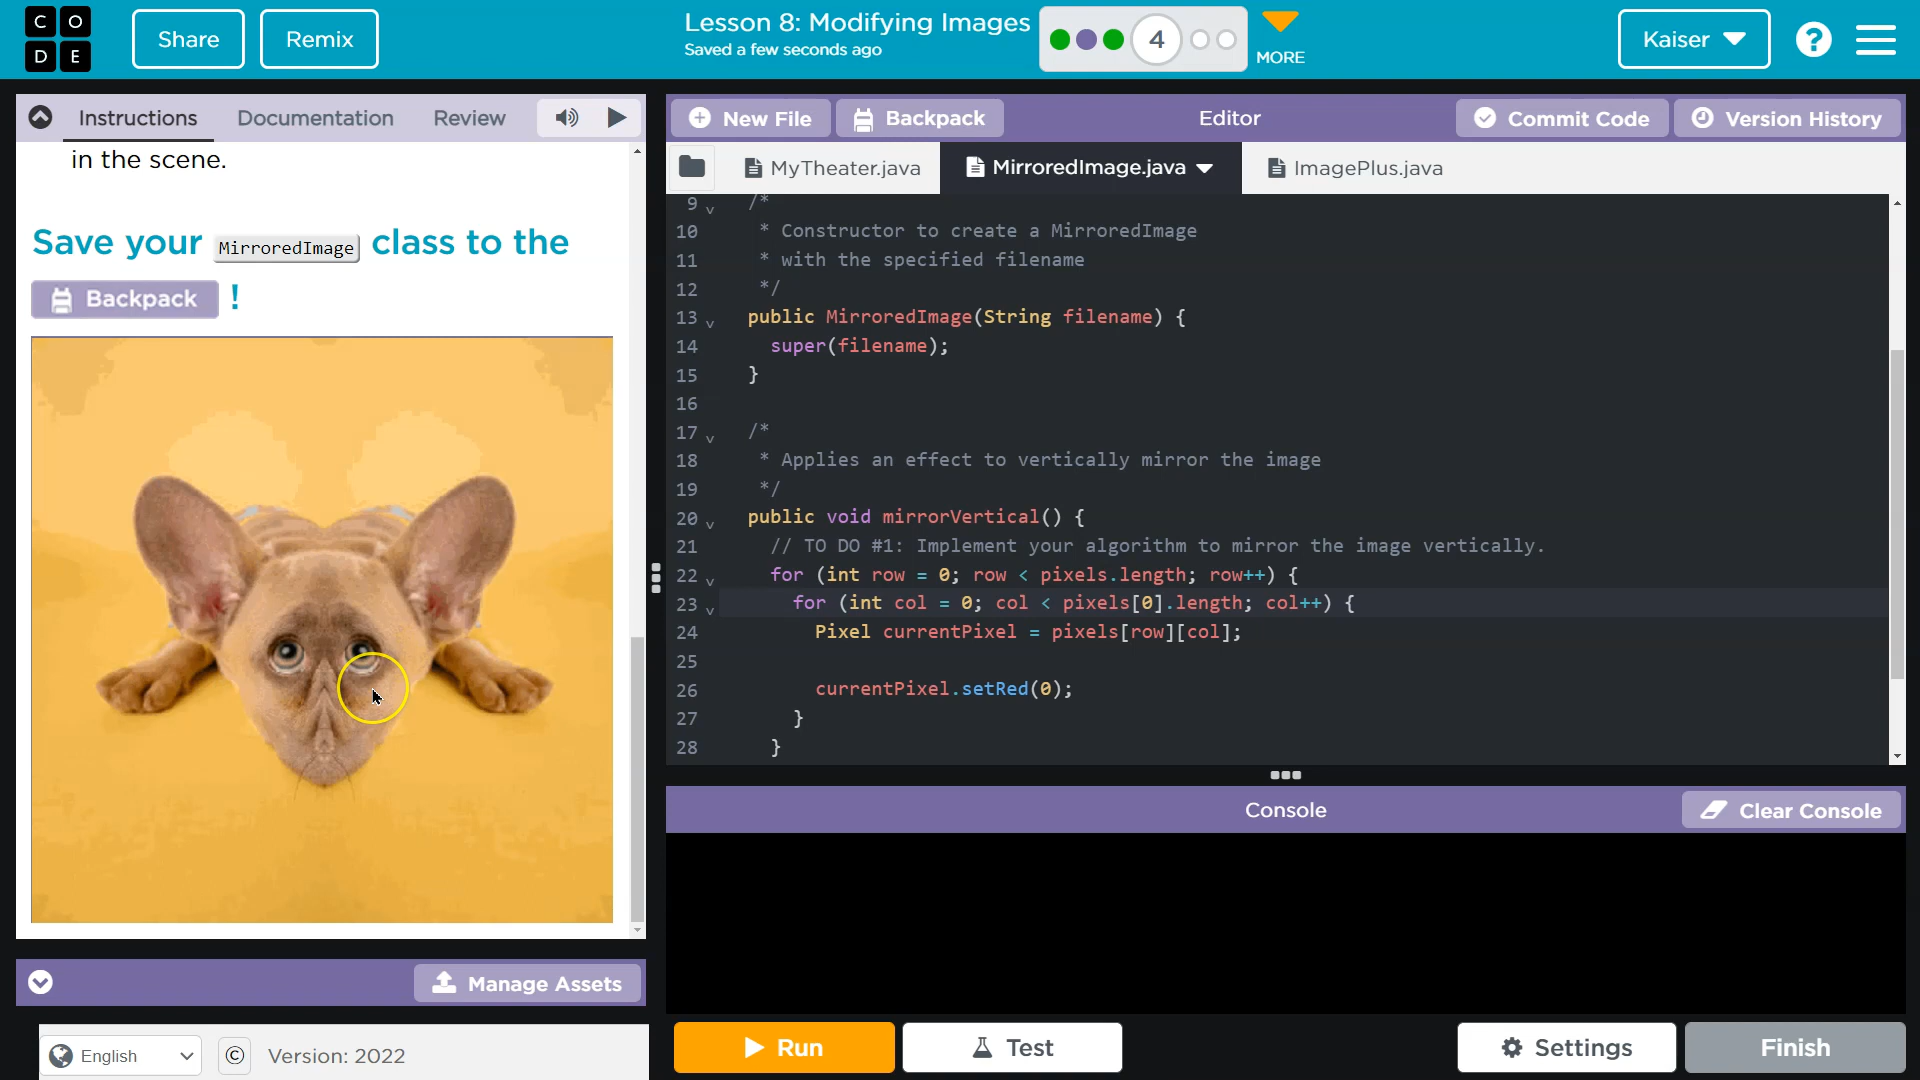 C O
D E
Share
Remix
Lesson 8: Modifying Images
Saved a few seconds ago
4
MORE
Kaiser
?
Instructions
Documentation
Review
in the scene.
Save your MirroredImage class to the
Backpack !
Manage Assets
English
© Version: 2022
New File
Backpack
Editor
Commit Code
Version History
MyTheater.java
MirroredImage.java
ImagePlus.java
9 /*
10 * Constructor to create a MirroredImage
11 * with the specified filename
12 */
13 public MirroredImage(String filename) {
14 super(filename);
15 }
16
17 /*
18 * Applies an effect to vertically mirror the image
19 */
20 public void mirrorVertical() {
21 // TO DO #1: Implement your algorithm to mirror the image vertically.
22 for (int row = 0; row < pixels.length; row++) {
23 for (int col = 0; col < pixels[0].length; col++) {
24 Pixel currentPixel = pixels[row][col];
25
26 currentPixel.setRed(0);
27 }
28 }
Console
Clear Console
Run
Test
Settings
Finish